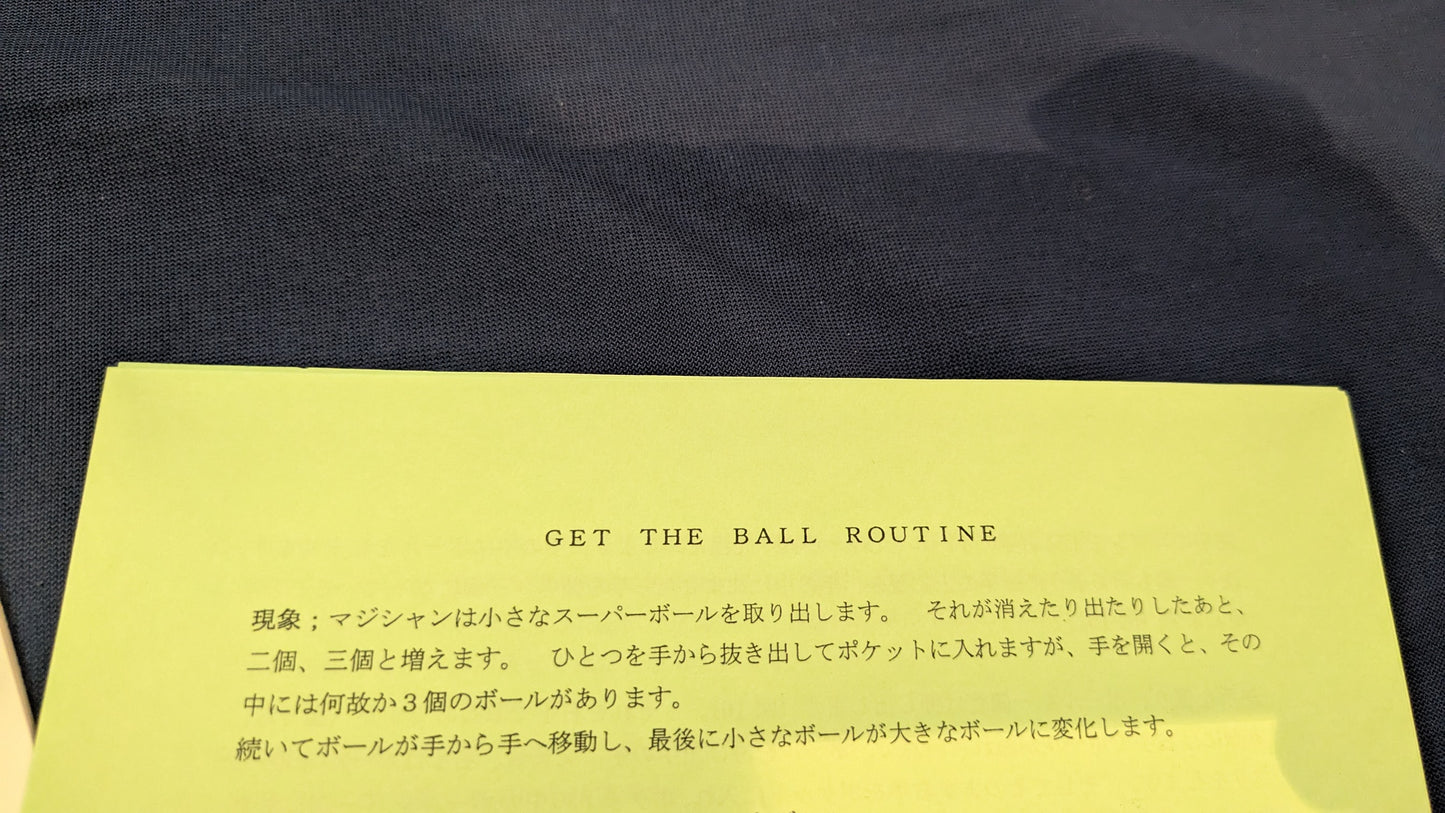 GET THE BALL ROUTINE
現象；マジシャンは小さなスーパーボールを取り出します。　それが消えたり出たりしたあと、
二個、三個と増えます。　ひとつを手から抜き出してポケットに入れますが、手を開くと、その
中には何故か３個のボールがあります。
続いてボールが手から手へ移動し、最後に小さなボールが大きなボールに変化します。